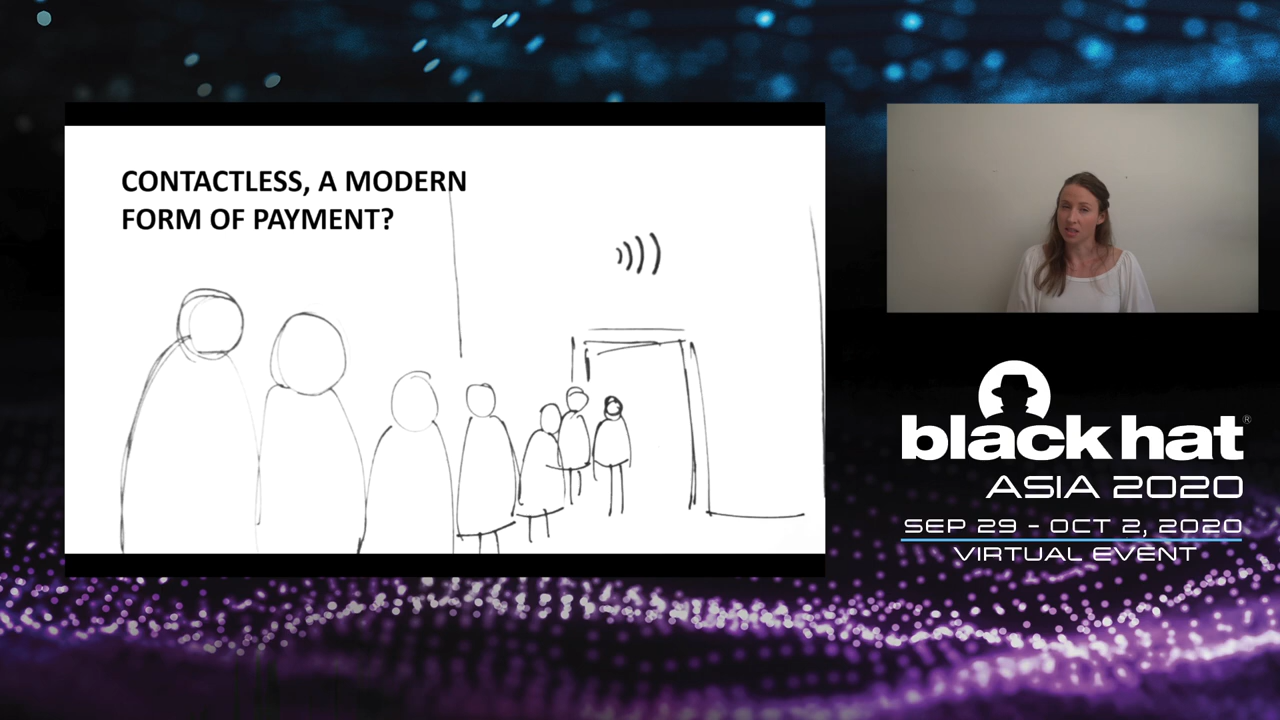 CONTACTLESS, A MODERN
FORM OF PAYMENT?
black hat®
ASIA 2020
SEP 29 - OCT 2, 2020
VIRTUAL EVENT